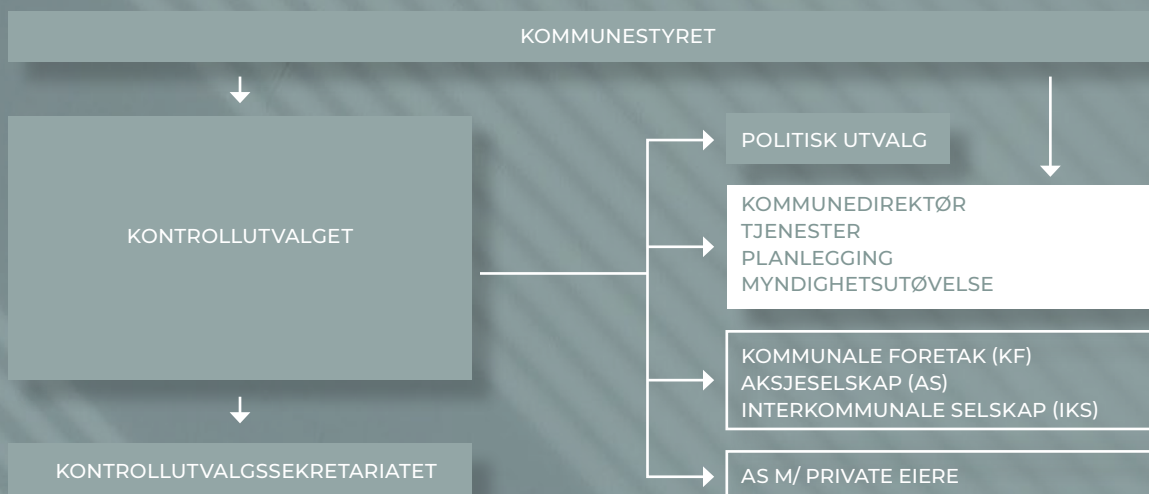 KOMMUNESTYRET
KONTROLLUTVALGET
KONTROLLUTVALGSSEKRETARIATET
POLITISK UTVALG
KOMMUNEDIREKTØR
TJENESTER
PLANLEGGING
MYNDIGHETSUTØVELSE
KOMMUNALE FORETAK (KF)
AKSJESELSKAP (AS)
INTERKOMMUNALE SELSKAP (IKS)
AS M/ PRIVATE EIERE